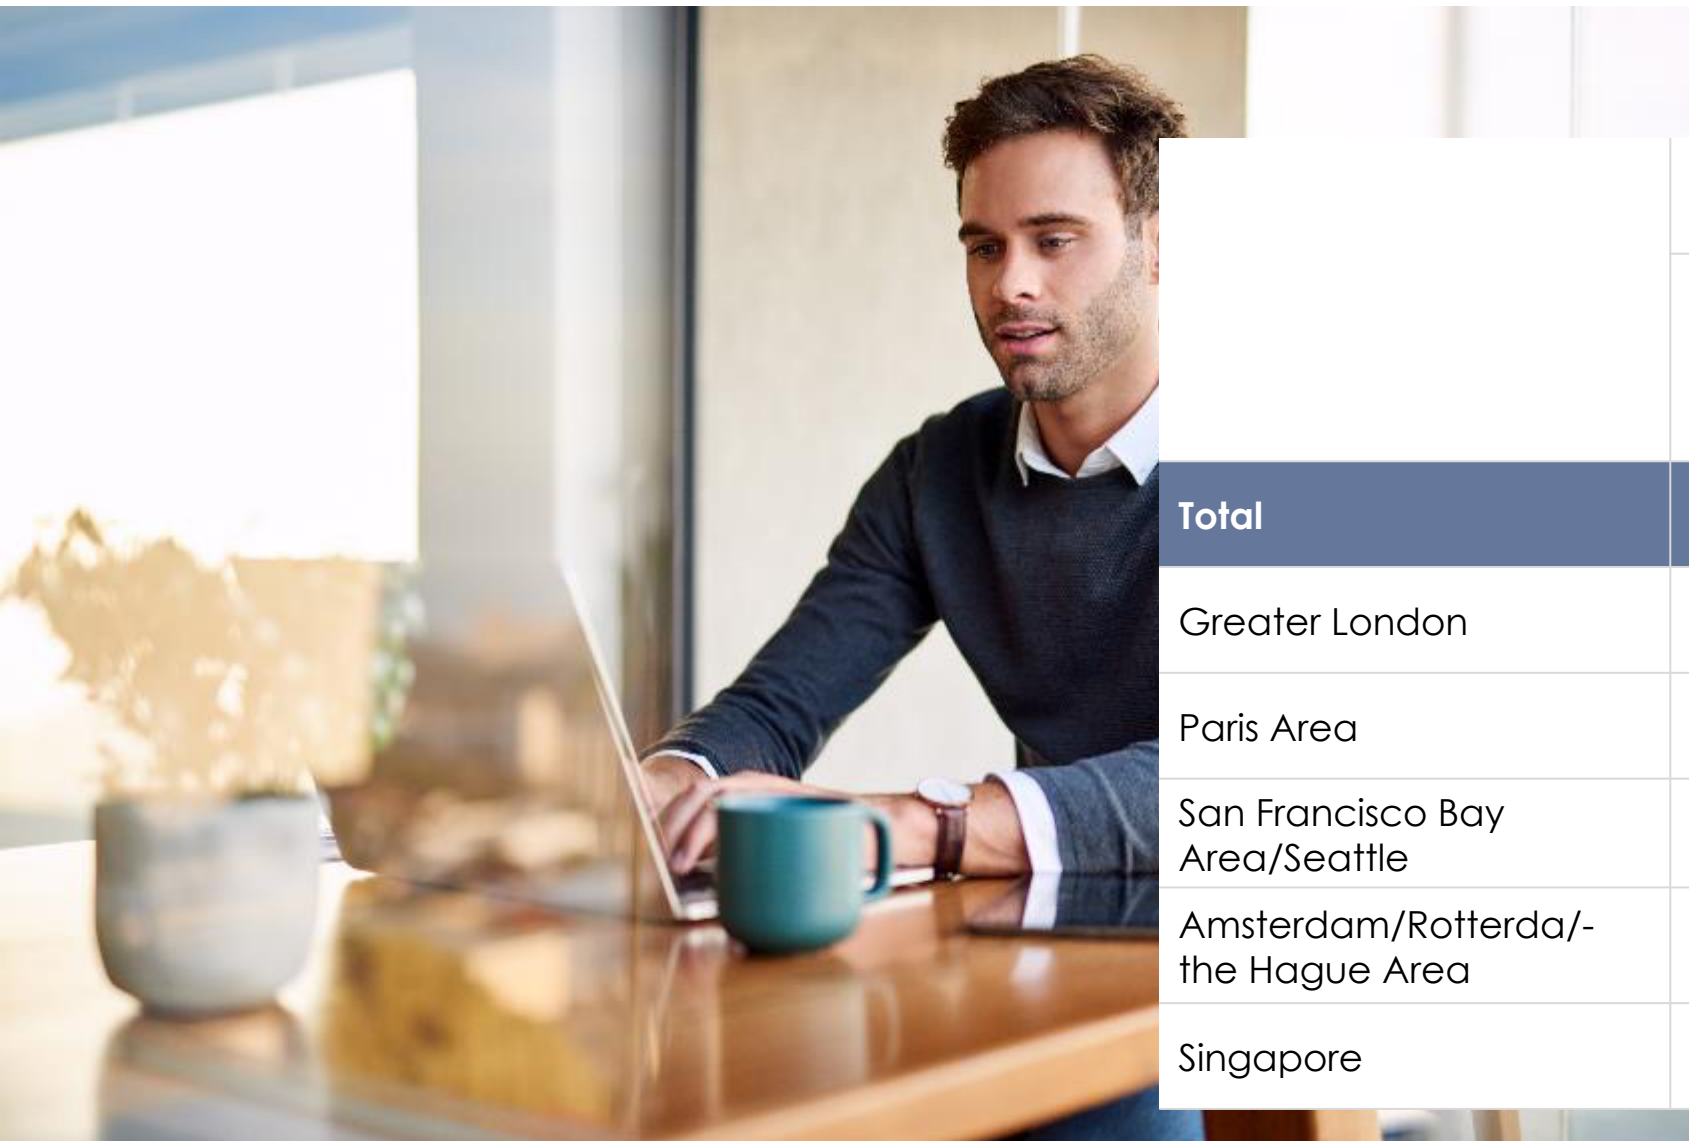 Total
Greater London
Paris Area
San Francisco Bay
Area/Seattle
Amsterdam/Rotterda/-
the Hague Area
Singapore